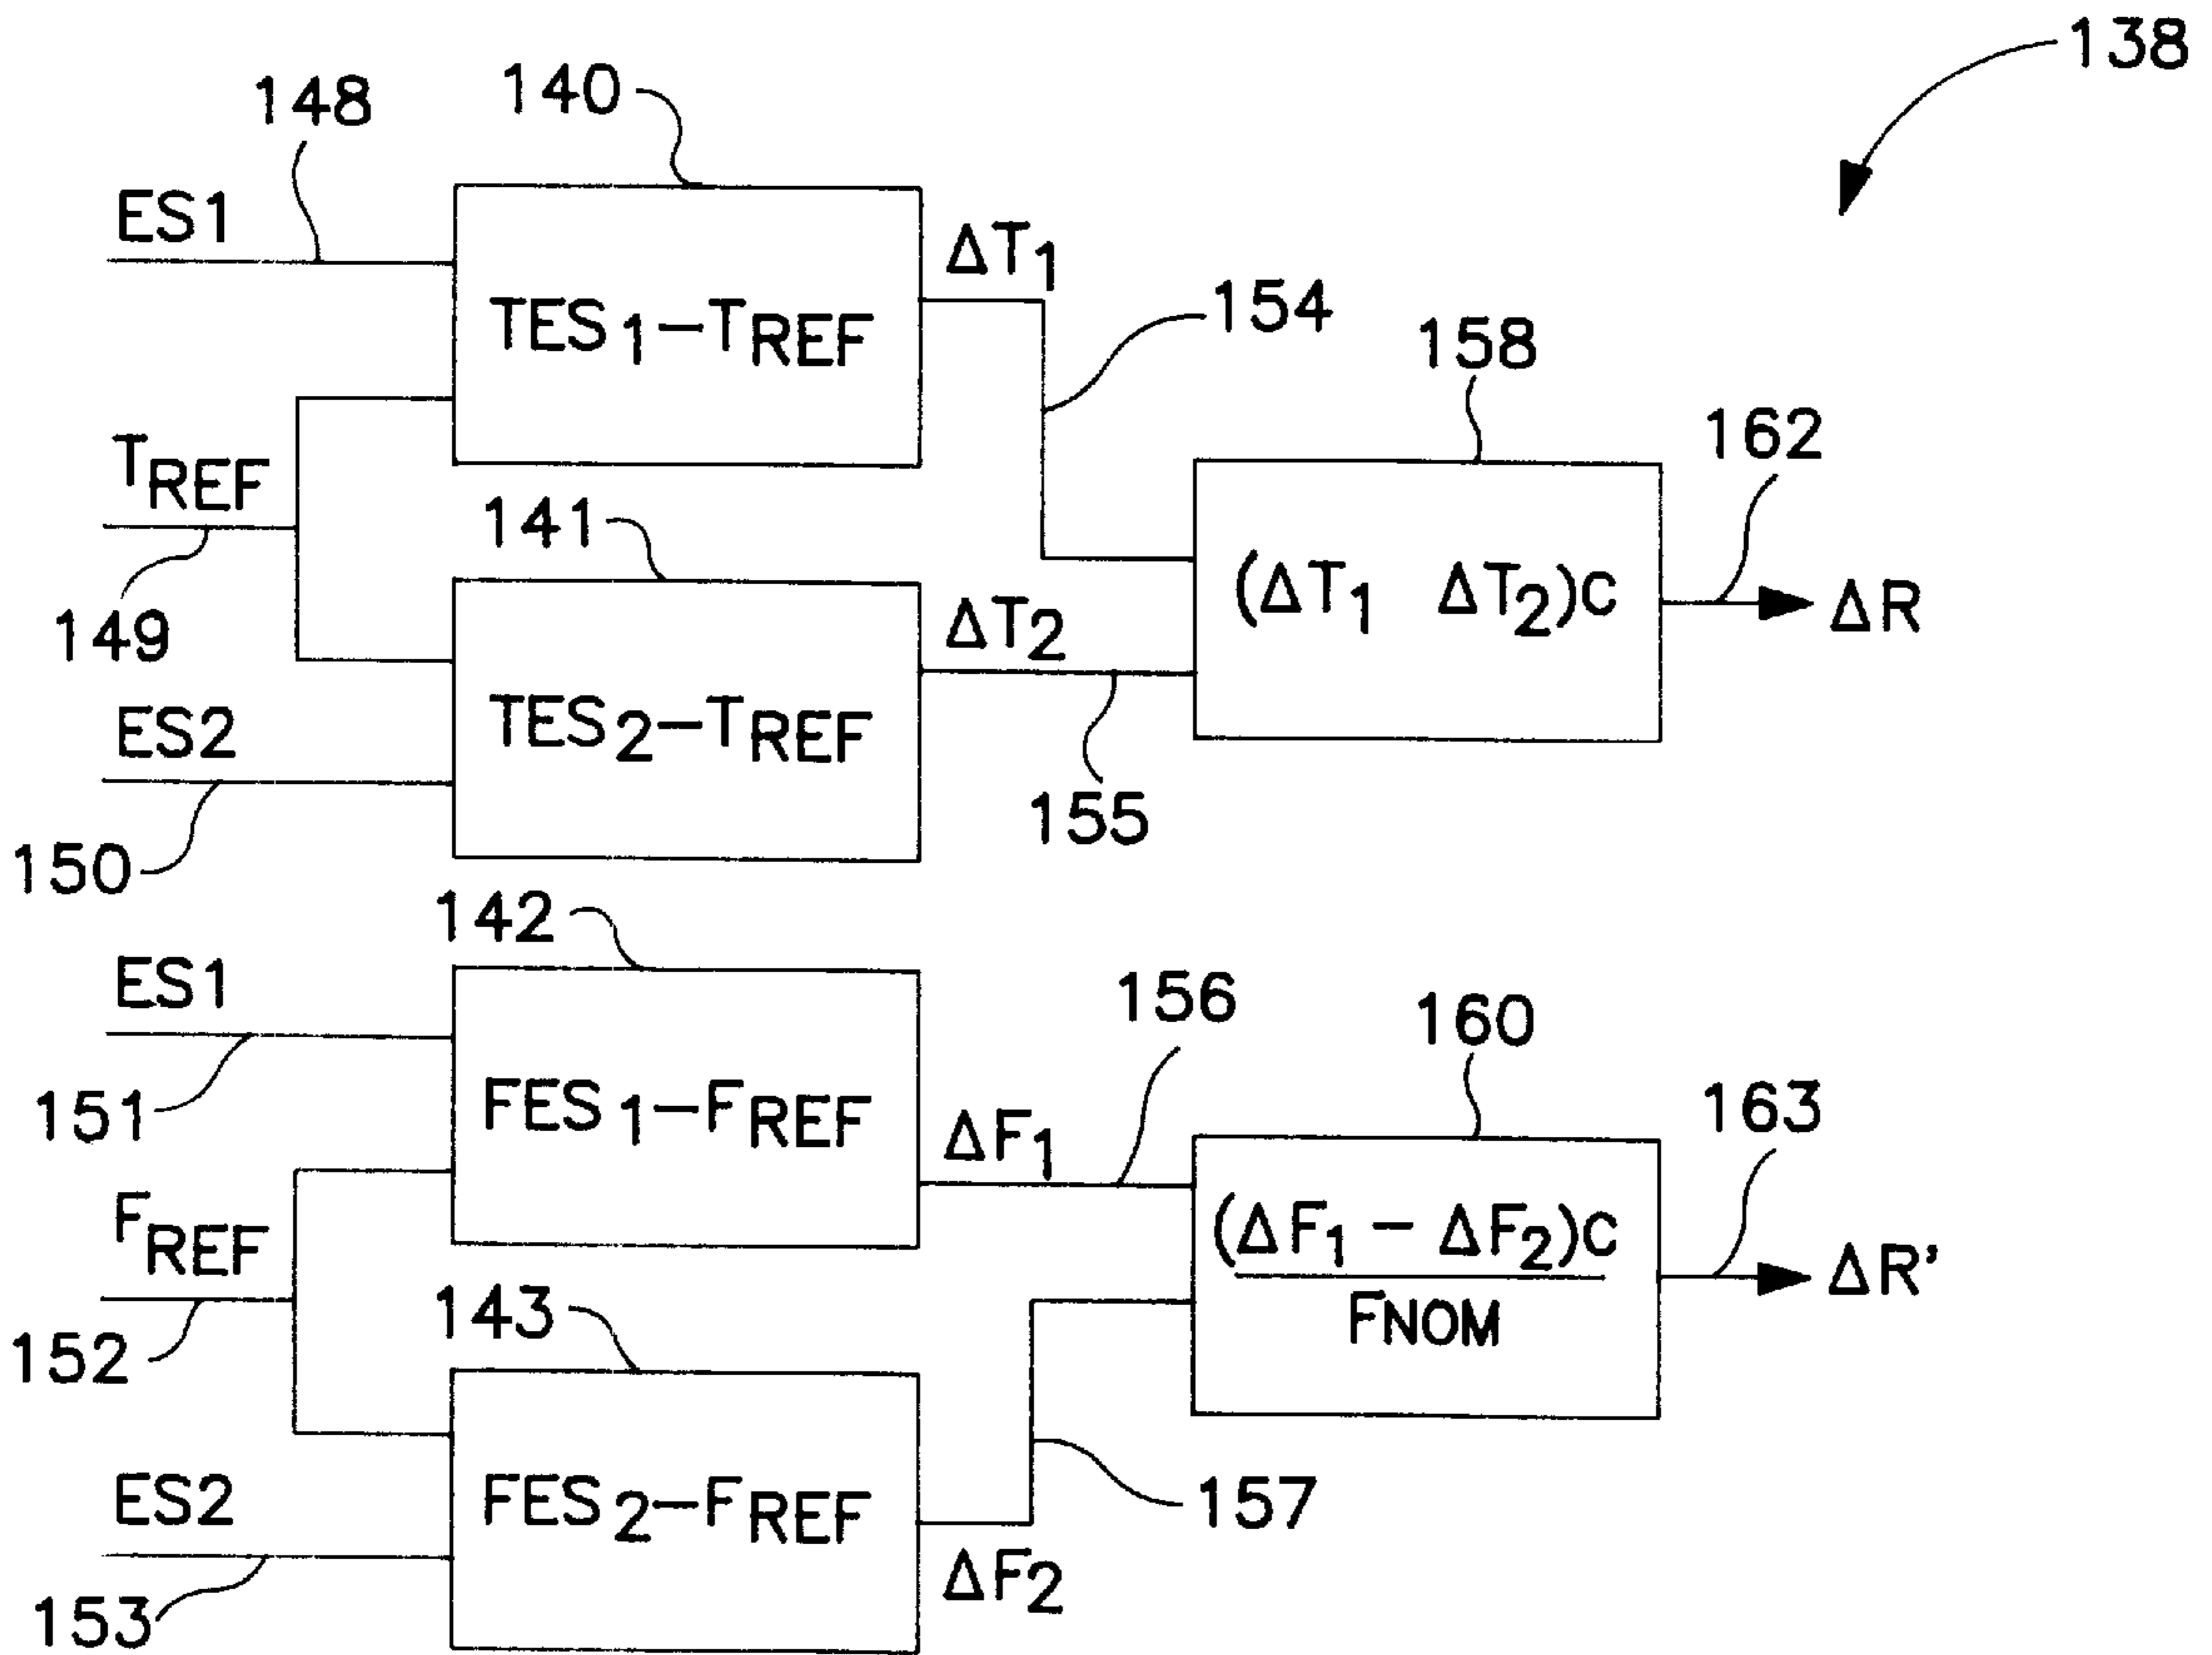 138
148
140
ES1
TES1–TREF
ΔT1
154
158
162
TREF
149
141
(ΔT1 ΔT2)C
ΔR
ES2
150
TES2–TREF
ΔT2
155
142
ES1
151
FES1–FREF
ΔF1
156
160
163
FREF
152
143
(ΔF1 – ΔF2)C
FNOM
ΔR'
ES2
153
FES2–FREF
ΔF2
157